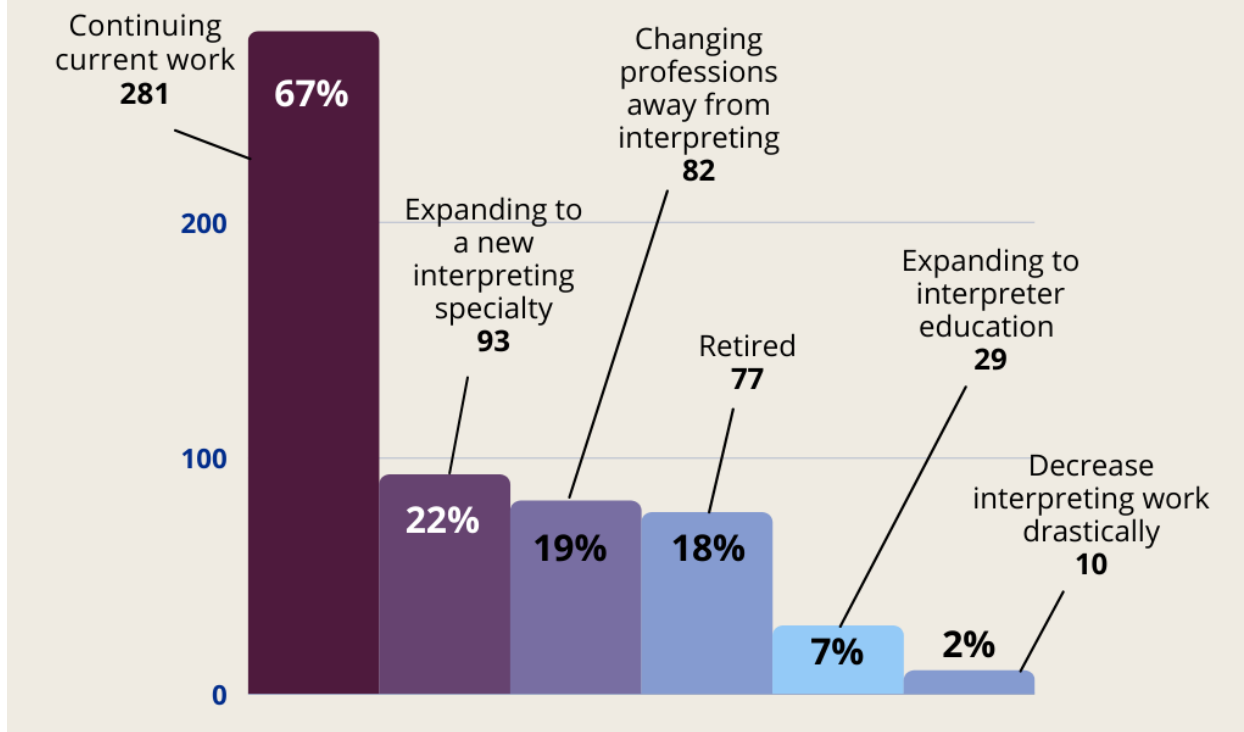 Continuing
current work
281
67%
Changing
professions
away from
interpreting
82
200
Expanding to
a new
interpreting
specialty
93
Expanding to
interpreter
education
29
Retired
77
100
Decrease
interpreting work
drastically
10
22%
19%
18%
7%
2%
0